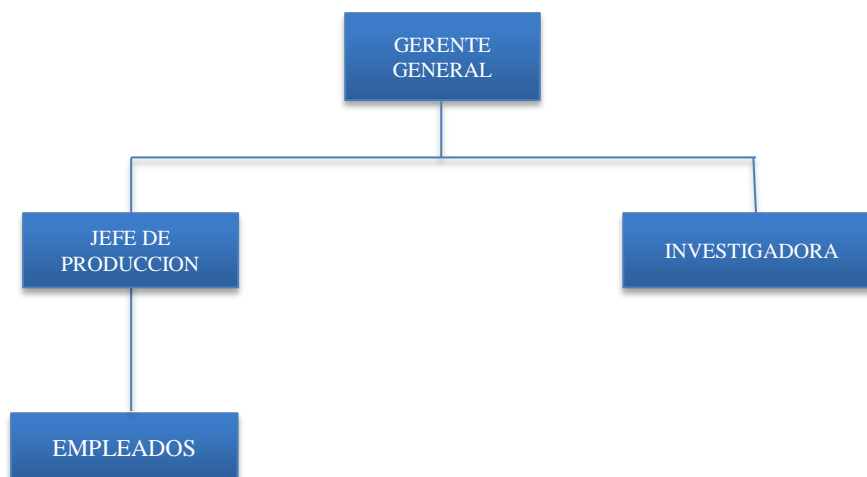 GERENTE
GENERAL
JEFE DE
PRODUCCION
INVESTIGADORA
EMPLEADOS